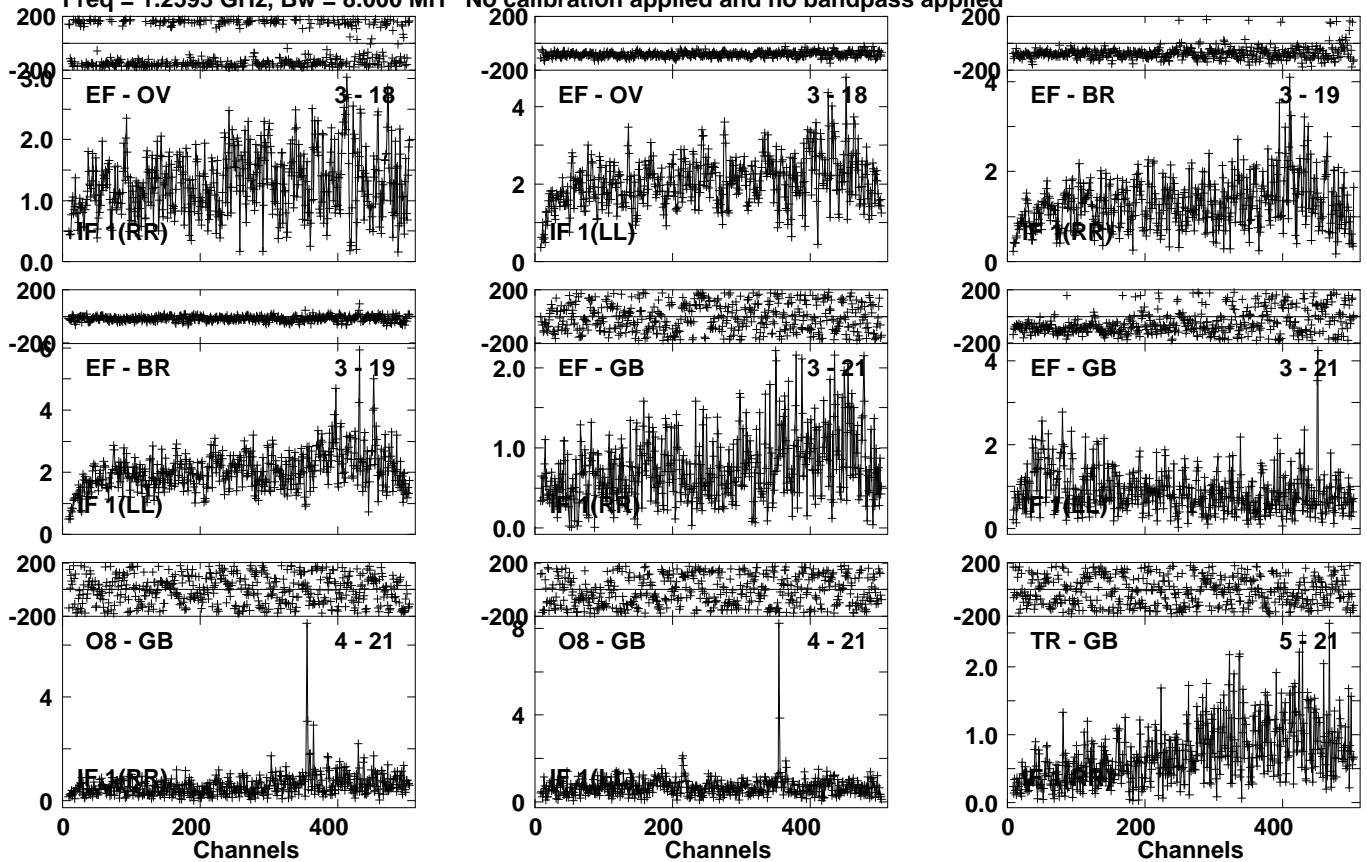 Freq = 1.2593 GHz, Bw = 8.000 MH No calibration applied and no bandpass applied
200
-200
3.0
2.0
1.0
0.0
EF - OV 3 - 18
IF 1(RR)
200
-200
4
2
0
200 400
EF - OV 3 - 18
IF 1(LL)
200
-200
4
2
0
EF - BR 3 - 19
IF 1(RR)
200
-200
6
4
2
0
EF - BR 3 - 19
IF 1(LL)
200
-200
2.0
1.0
0.0
EF - GB 3 - 21
IF 1(RR)
200
-200
4
2
0
EF - GB 3 - 21
IF 1(LL)
200
-200
4
0
O8 - GB 4 - 21
IF 1(RR)
0 200 400
Channels
200
-200
8
4
2
0
O8 - GB 4 - 21
IF 1(LL)
0 200 400
Channels
200
-200
2.0
1.0
0.0
TR - GB 5 - 21
IF 1(RR)
0 200 400
Channels